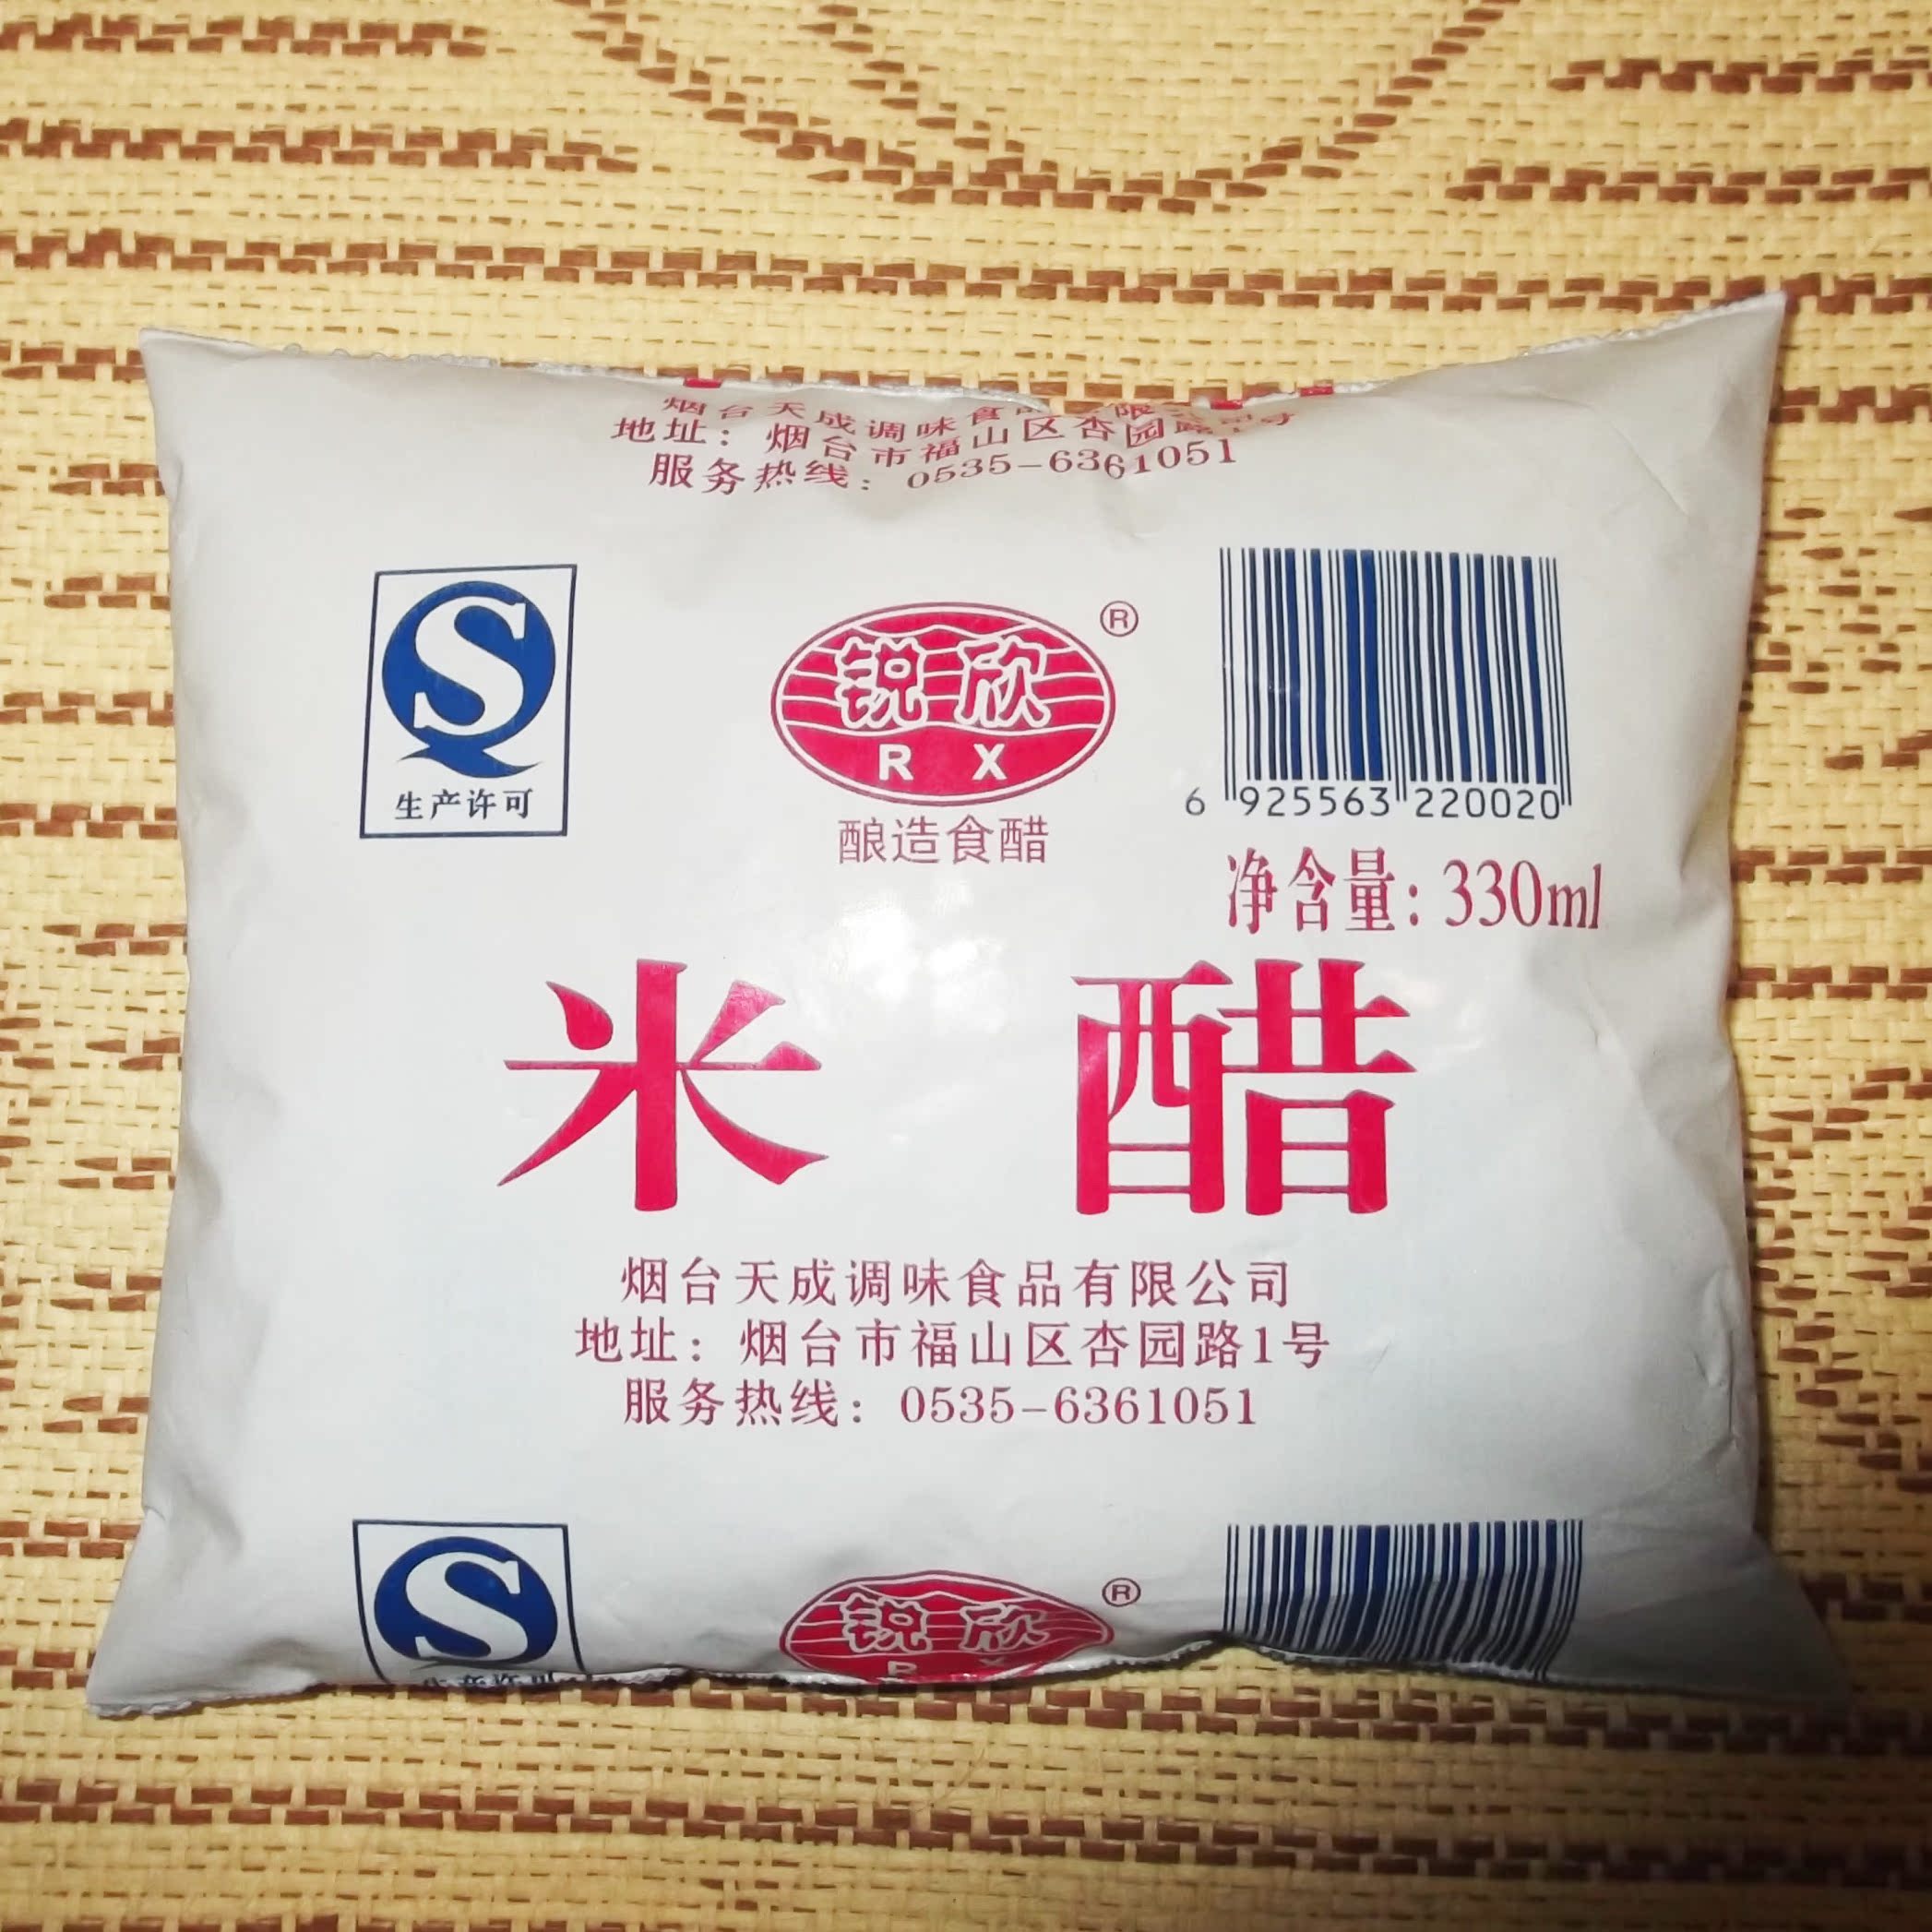 烟台天成调味食品有限
地址：烟台市福山区杏园路1号
服务热线：0535-6361051
S
生产许可
锐欣
®
R X
酿造食醋
6 925563 220020
净含量：330ml
米 醋
烟台天成调味食品有限公司
地址：烟台市福山区杏园路1号
服务热线：0535-6361051
S
生产许可
锐欣
®
R X